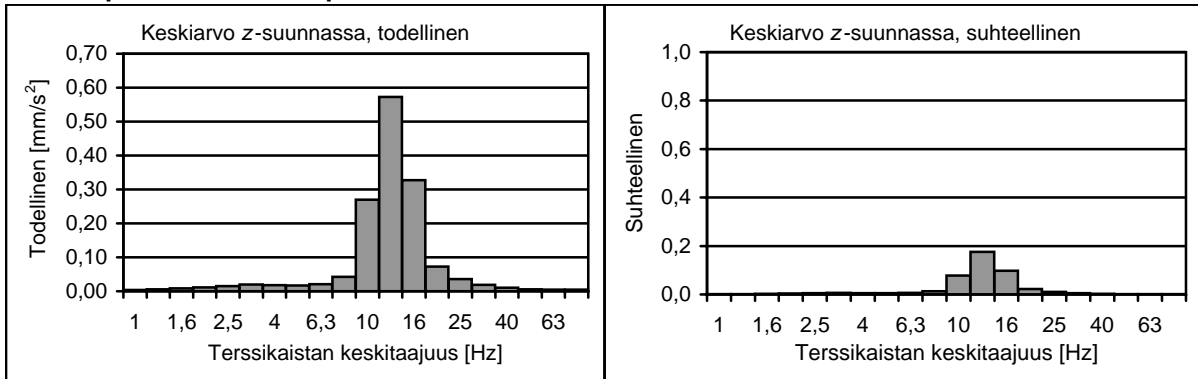 Keskiarvo z-suunnassa, todellinen
0,70
0,60
0,50
0,40
0,30
0,20
0,10
0,00
Todellinen [mm/s²]
1 1,6 2,5 4 6,3 10 16 25 40 63
Terssikaistan keskitaajuus [Hz]
Keskiarvo z-suunnassa, suhteellinen
1,0
0,8
0,6
0,4
0,2
0,0
Suhteellinen
1 1,6 2,5 4 6,3 10 16 25 40 63
Terssikaistan keskitaajuus [Hz]